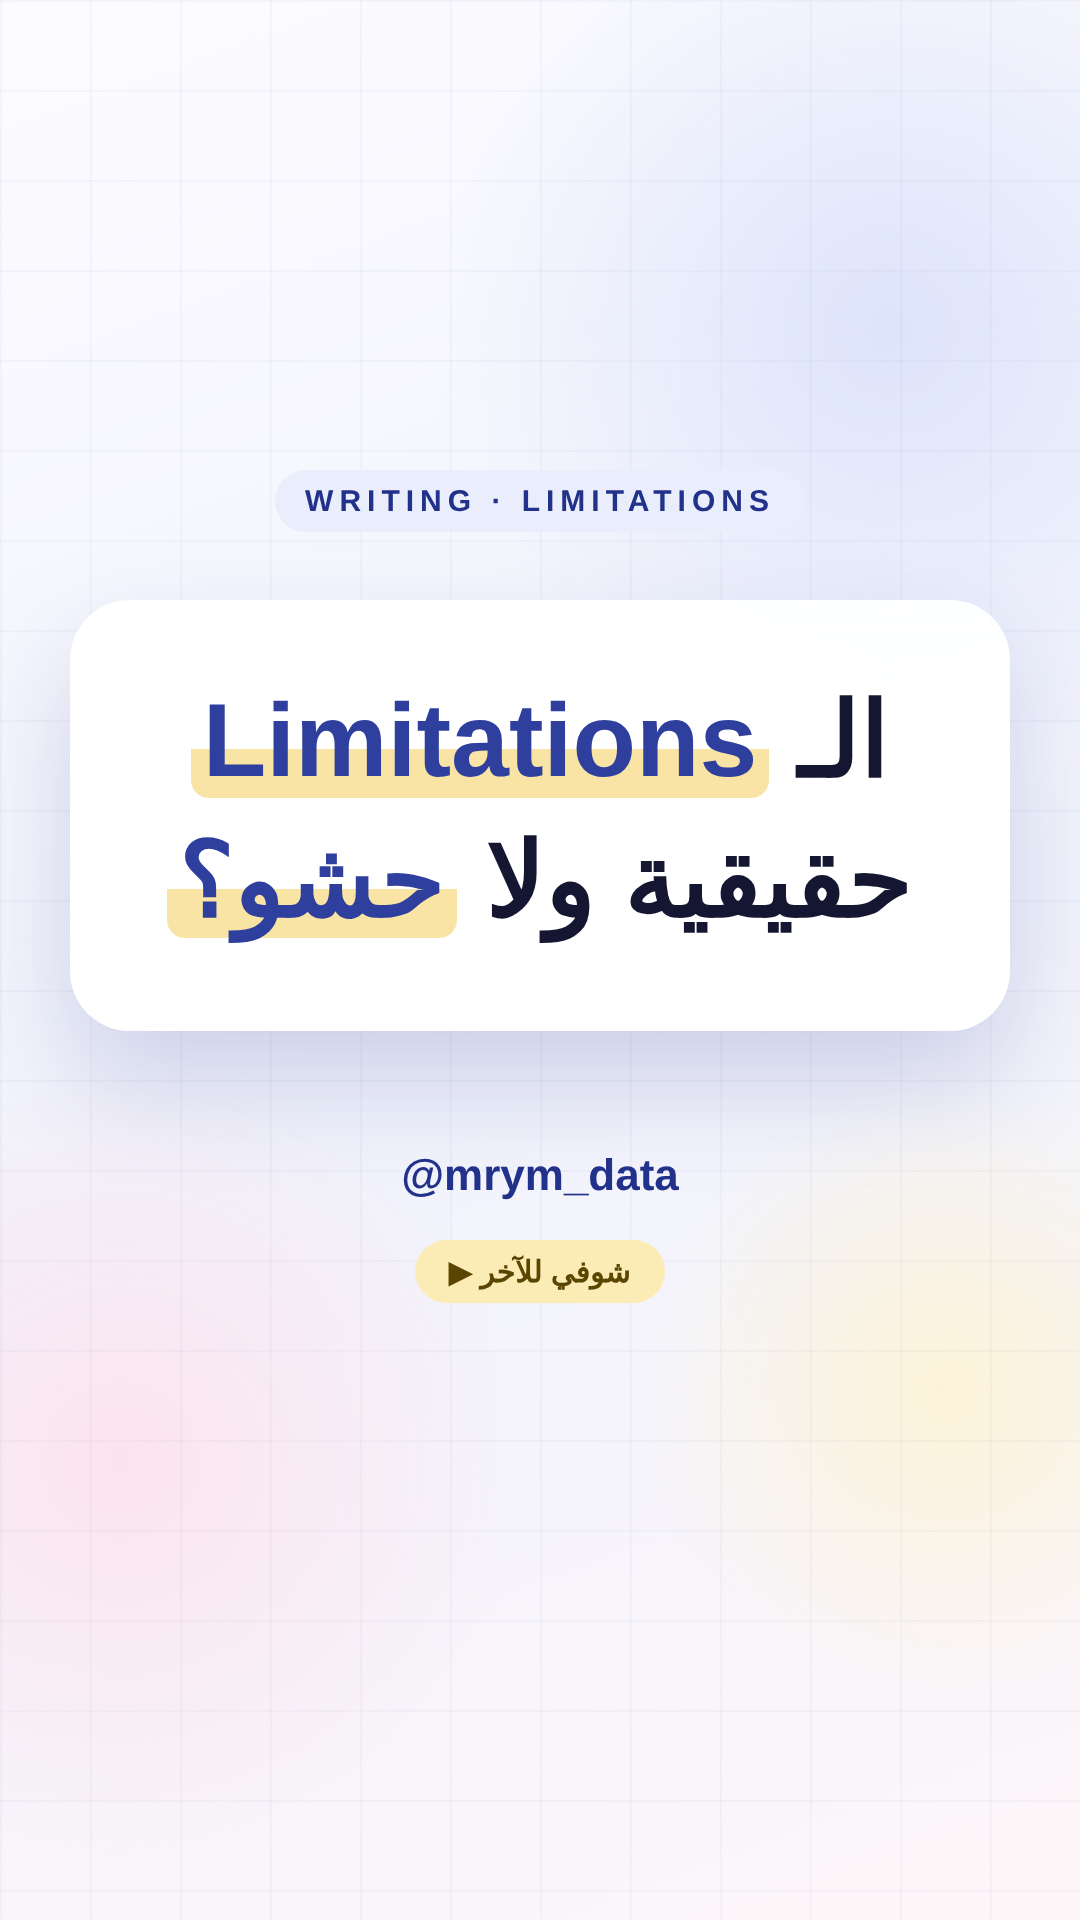 WRITING · LIMITATIONS
الـ Limitations
حقيقية ولا حشو؟
@mrym_data
شوفي للآخر ▶